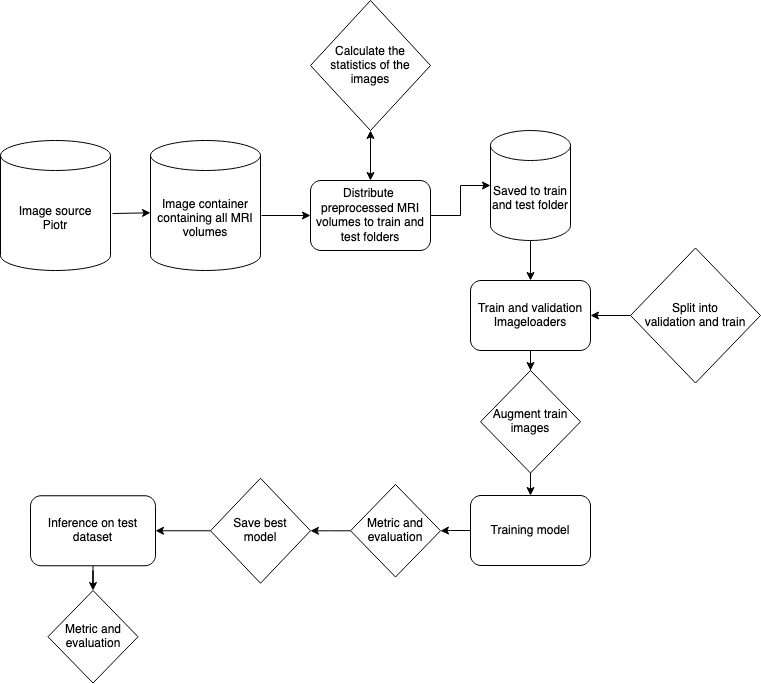 Calculate the
statistics of the
images
Image source
Piotr
Image container
containing all MRI
volumes
Distribute
preprocessed MRI
volumes to train and
test folders
Saved to train
and test folder
Train and validation
Imageloaders
Split into
validation and train
Augment train
images
Training model
Metric and
evaluation
Save best
model
Inference on test
dataset
Metric and
evaluation